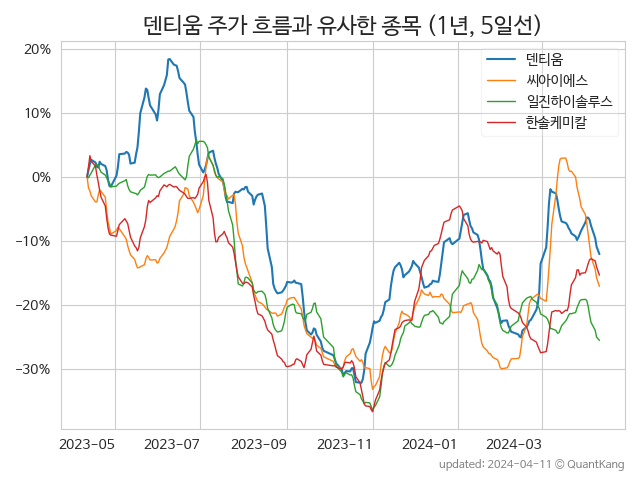 덴티움 주가 흐름과 유사한 종목 (1년, 5일선)
덴티움
씨아이에스
일진하이솔루스
한솔케미칼
20%
10%
0%
−10%
−20%
−30%
2023-05 2023-07 2023-09 2023-11 2024-01 2024-03
updated: 2024-04-11 © QuantKang